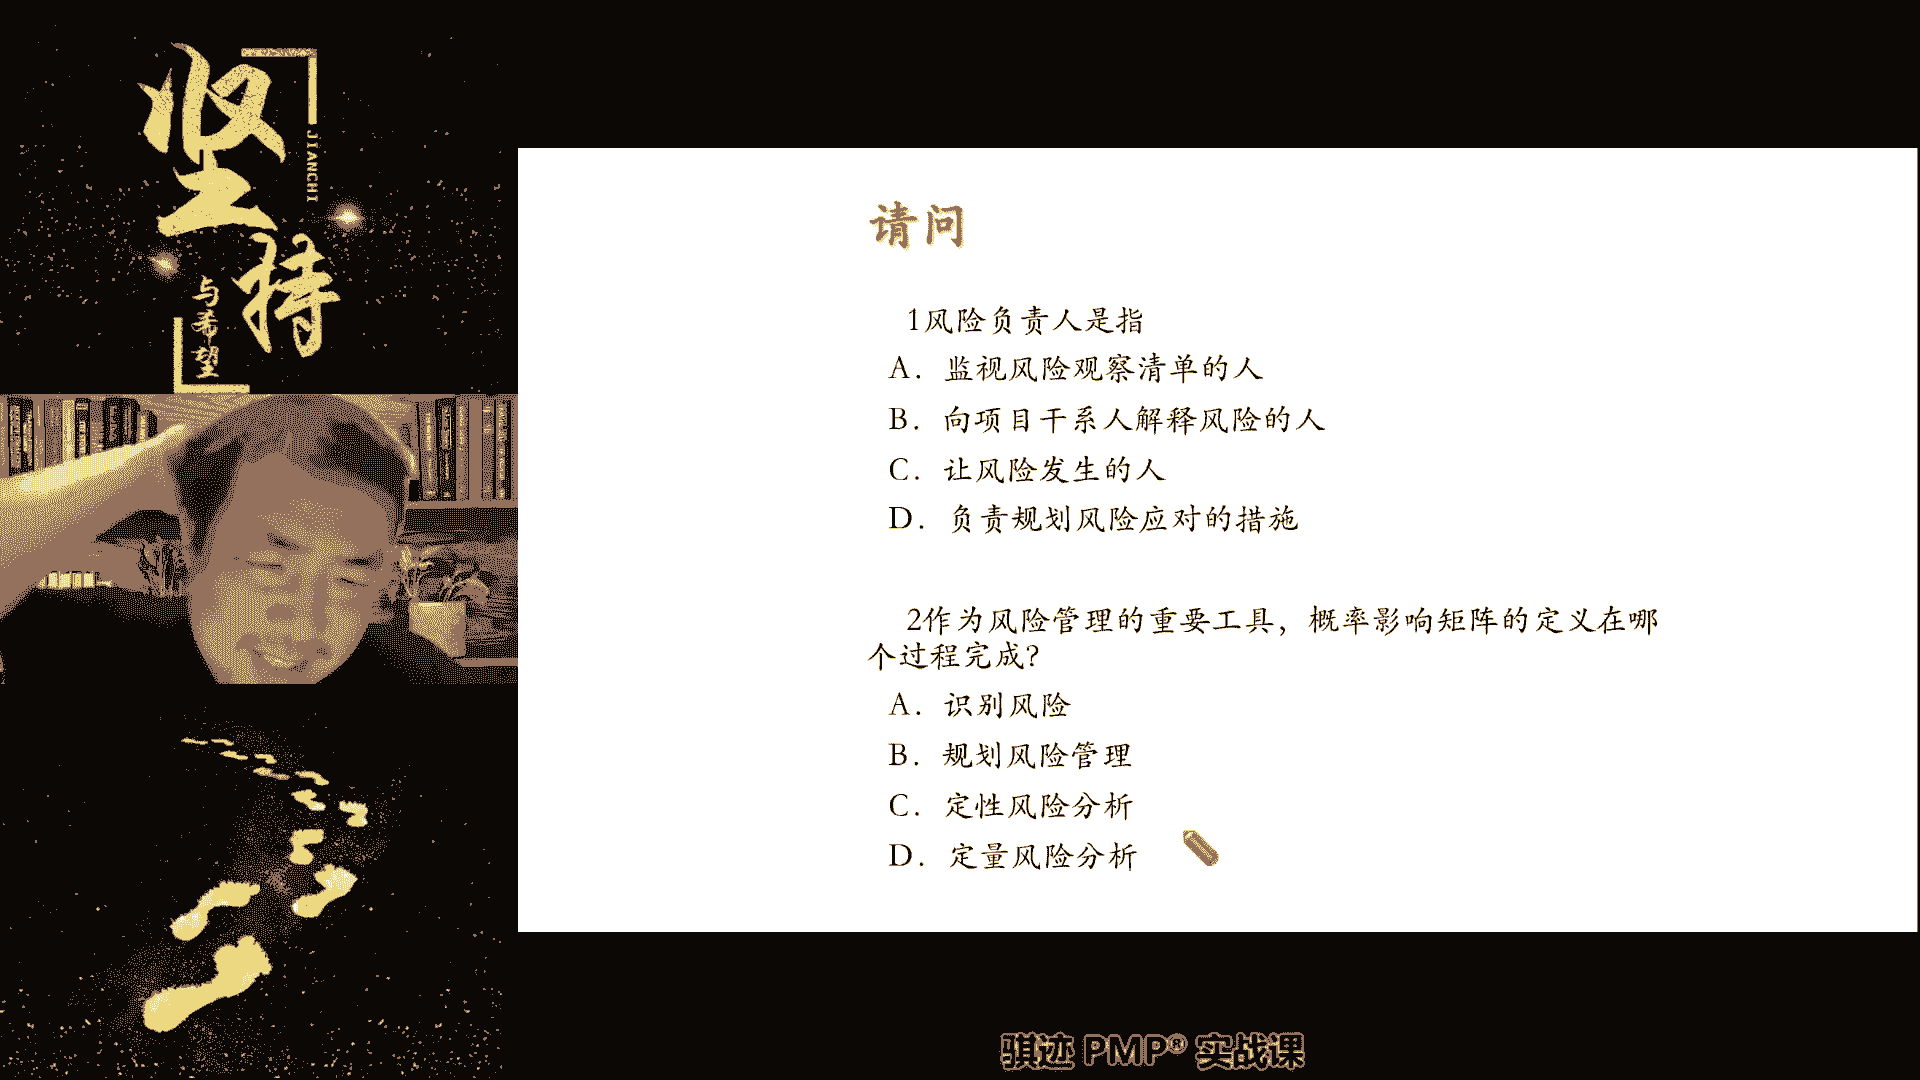 坚持
JIANCHI
与希望
请问
1风险负责人是指
A. 监视风险观察清单的人
B. 向项目干系人解释风险的人
C. 让风险发生的人
D. 负责规划风险应对的措施
2作为风险管理的重要工具，概率影响矩阵的定义在哪
个过程完成?
A. 识别风险
B. 规划风险管理
C. 定性风险分析
D. 定量风险分析
骐迹 PMP® 实战课